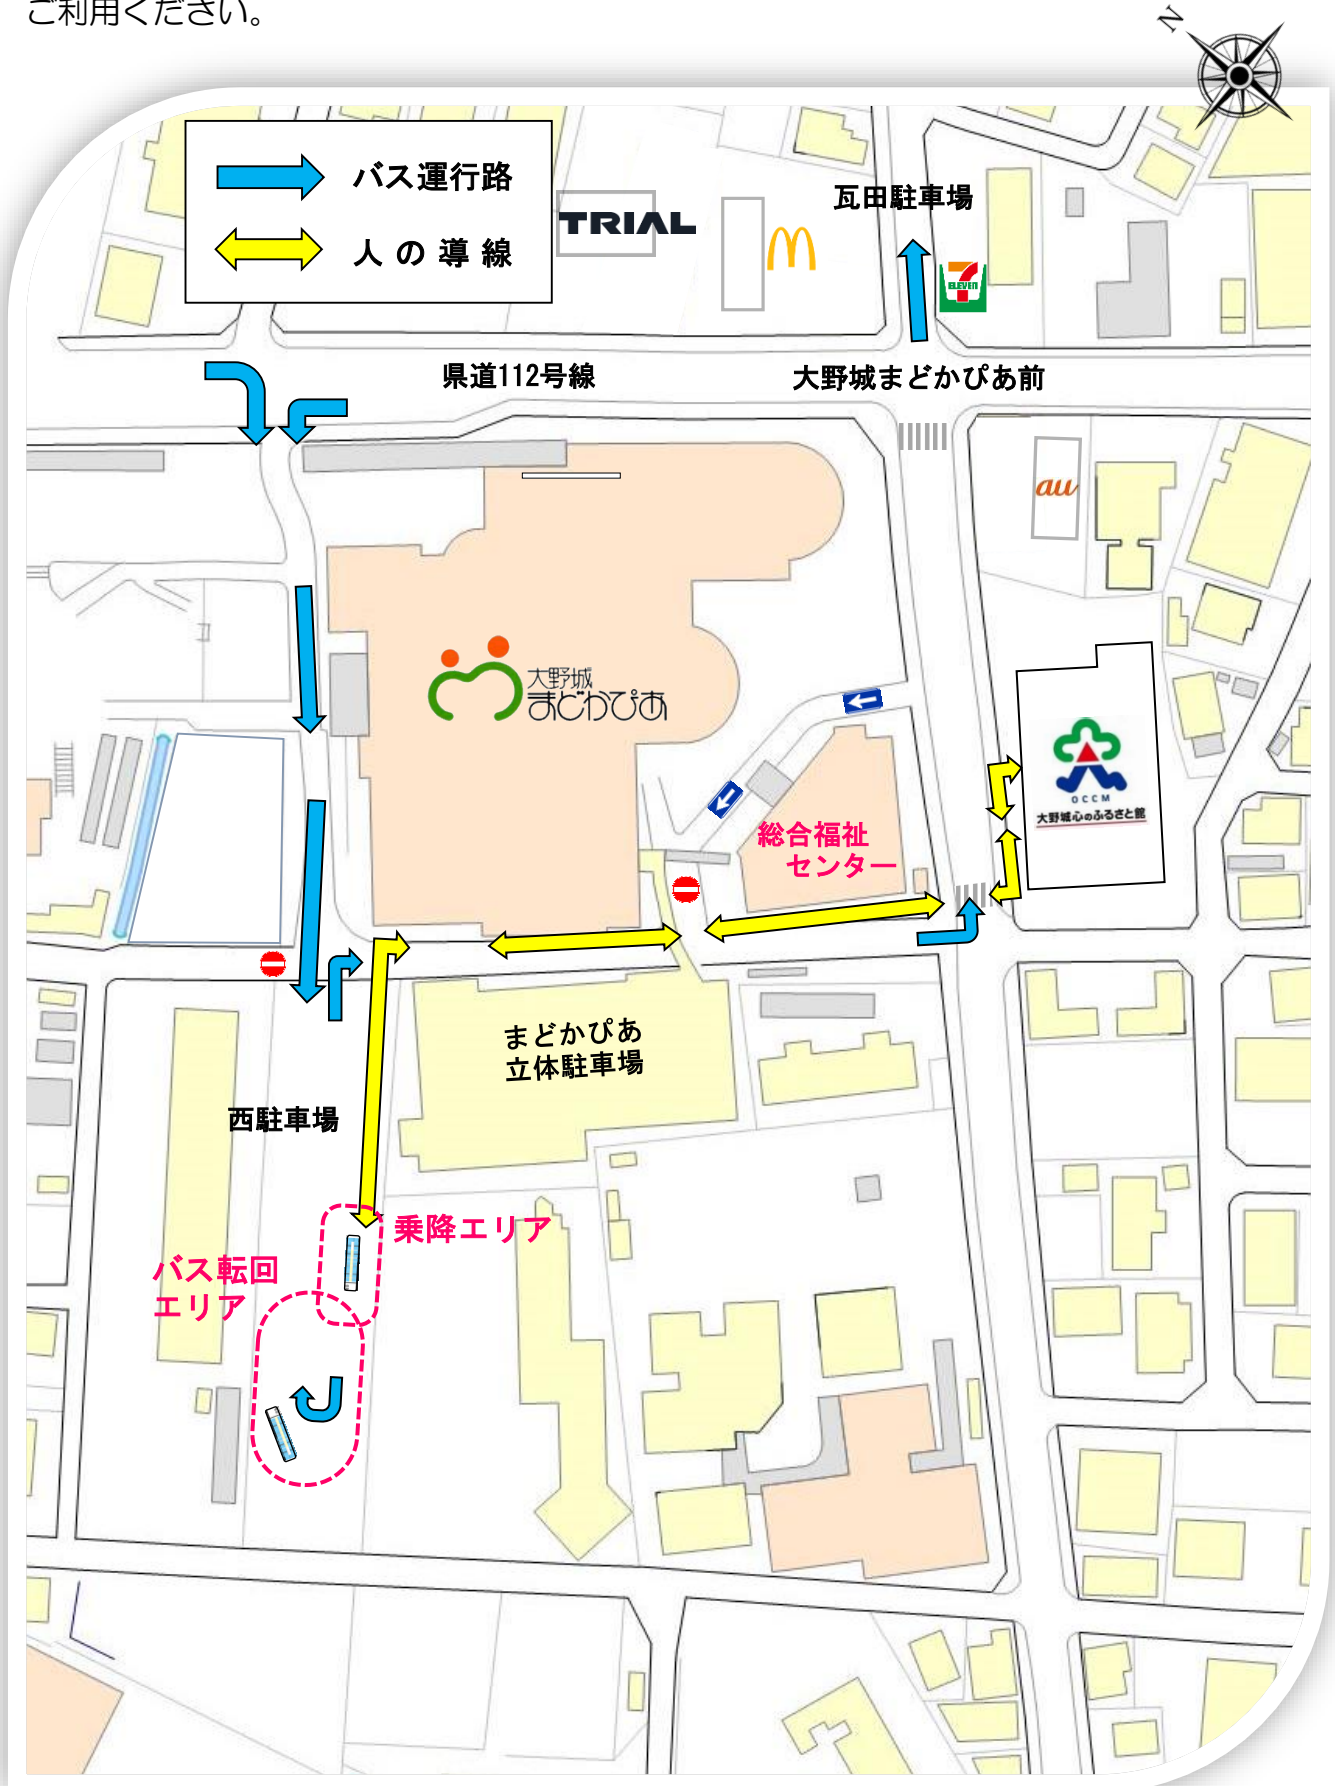 ご利用ください。
N
バス運行路
人の導線
TRIAL
瓦田駐車場
7
ELEVEN
県道112号線
大野城まどかぴあ前
au
大野城
まどかぴあ
OCCM
大野城心のふるさと館
総合福祉
センター
まどかぴあ
立体駐車場
西駐車場
乗降エリア
バス転回
エリア